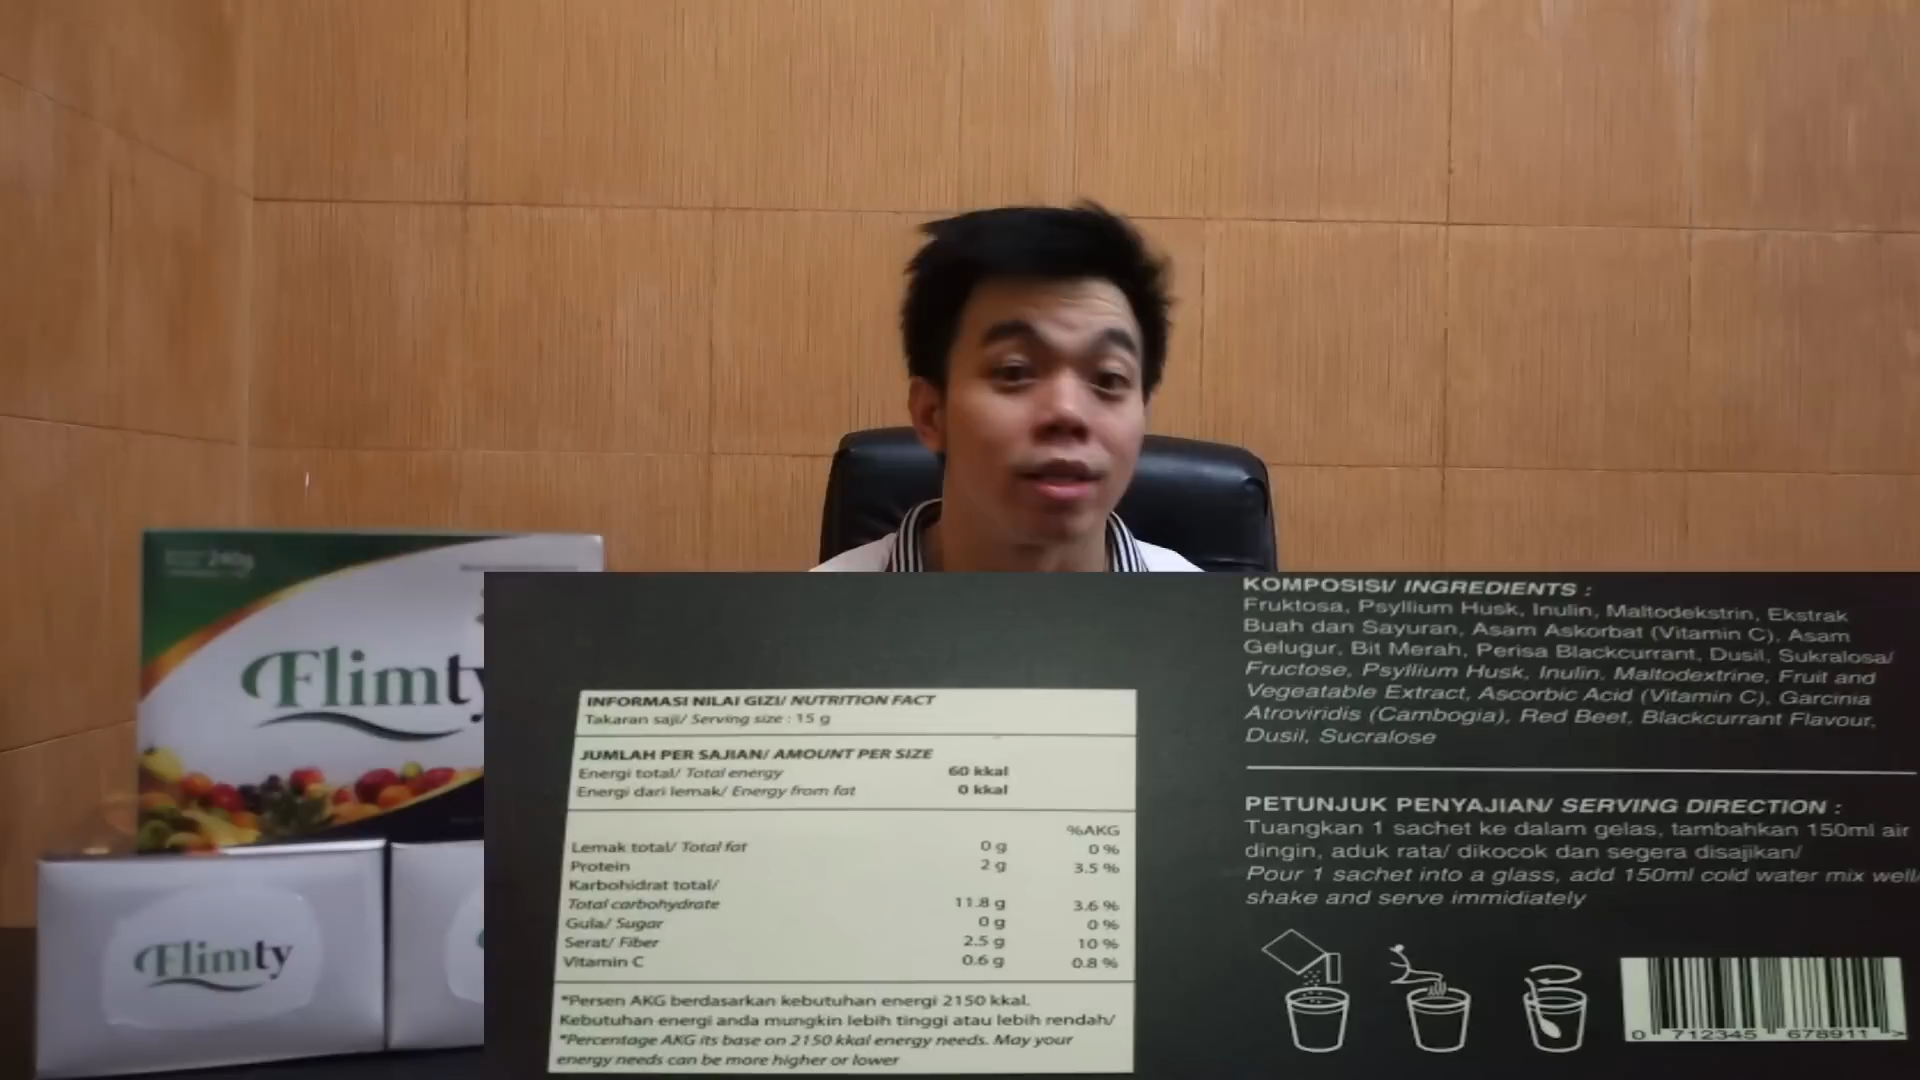 240g
Flimty
Flimty
INFORMASI NILAI GIZI/ NUTRITION FACT
Takaran saji/ Serving size : 15 g
JUMLAH PER SAJIAN/ AMOUNT PER SIZE
Energi total/ Total energy 60 kkal
Energi dari lemak/ Energy from fat 0 kkal
%AKG
Lemak total/ Total fat 0 g 0 %
Protein 2 g 3.5 %
Karbohidrat total/
Total carbohydrate 11.8 g 3.6 %
Gula/ Sugar 0 g 0 %
Serat/ Fiber 2.5 g 10 %
Vitamin C 0.6 g 0.8 %
*Persen AKG berdasarkan kebutuhan energi 2150 kkal.
Kebutuhan energi anda mungkin lebih tinggi atau lebih rendah/
*Percentage AKG its base on 2150 kkal energy needs. May your
energy needs can be more higher or lower
KOMPOSISI/ INGREDIENTS :
Fruktosa, Psyllium Husk, Inulin, Maltodekstrin, Ekstrak
Buah dan Sayuran, Asam Askorbat (Vitamin C), Asam
Gelugur, Bit Merah, Perisa Blackcurrant, Dusil, Sukralosa/
Fructose, Psyllium Husk, Inulin, Maltodextrine, Fruit and
Vegeatable Extract, Ascorbic Acid (Vitamin C), Garcinia
Atroviridis (Cambogia), Red Beet, Blackcurrant Flavour,
Dusil, Sucralose
PETUNJUK PENYAJIAN/ SERVING DIRECTION :
Tuangkan 1 sachet ke dalam gelas, tambahkan 150ml air
dingin, aduk rata/ dikocok dan segera disajikan/
Pour 1 sachet into a glass, add 150ml cold water mix well/
shake and serve immidiately
0 712345 678911 >